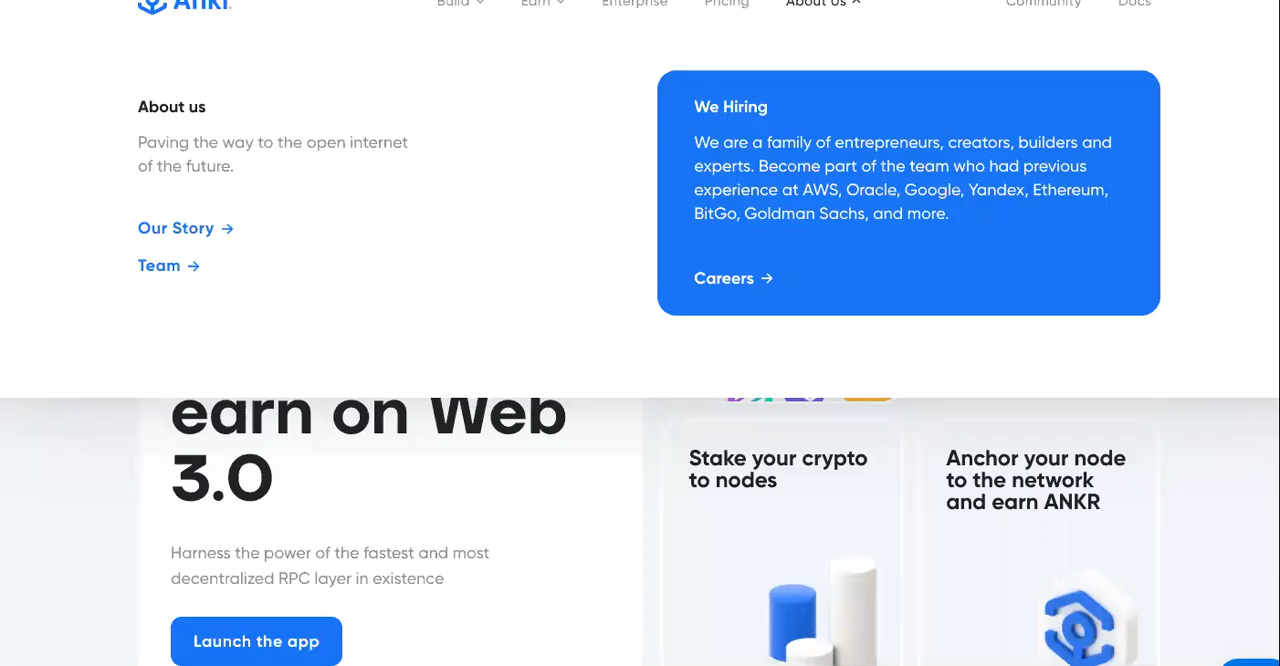 Ankr
Build Earn Enterprise Pricing About Us Community Docs
About us
Paving the way to the open internet
of the future.
Our Story →
Team →
We Hiring
We are a family of entrepreneurs, creators, builders and
experts. Become part of the team who had previous
experience at AWS, Oracle, Google, Yandex, Ethereum,
BitGo, Goldman Sachs, and more.
Careers →
earn on Web
3.0
Harness the power of the fastest and most
decentralized RPC layer in existence
Launch the app
Stake your crypto
to nodes
Anchor your node
to the network
and earn ANKR